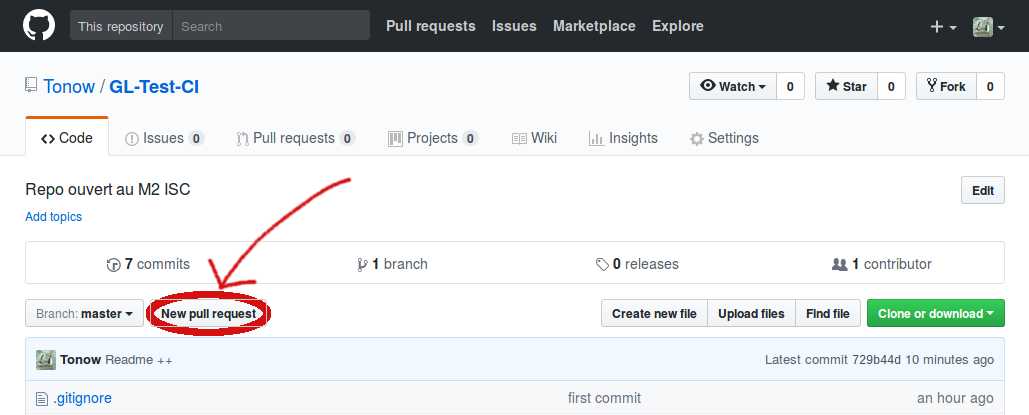 This repository Search Pull requests Issues Marketplace Explore
Tonow / GL-Test-CI Watch 0 Star 0 Fork 0
Code Issues 0 Pull requests 0 Projects 0 Wiki Insights Settings
Repo ouvert au M2 ISC Edit
Add topics
7 commits 1 branch 0 releases 1 contributor
Branch: master New pull request Create new file Upload files Find file Clone or download
Tonow Readme ++ Latest commit 729b44d 10 minutes ago
.gitignore first commit an hour ago